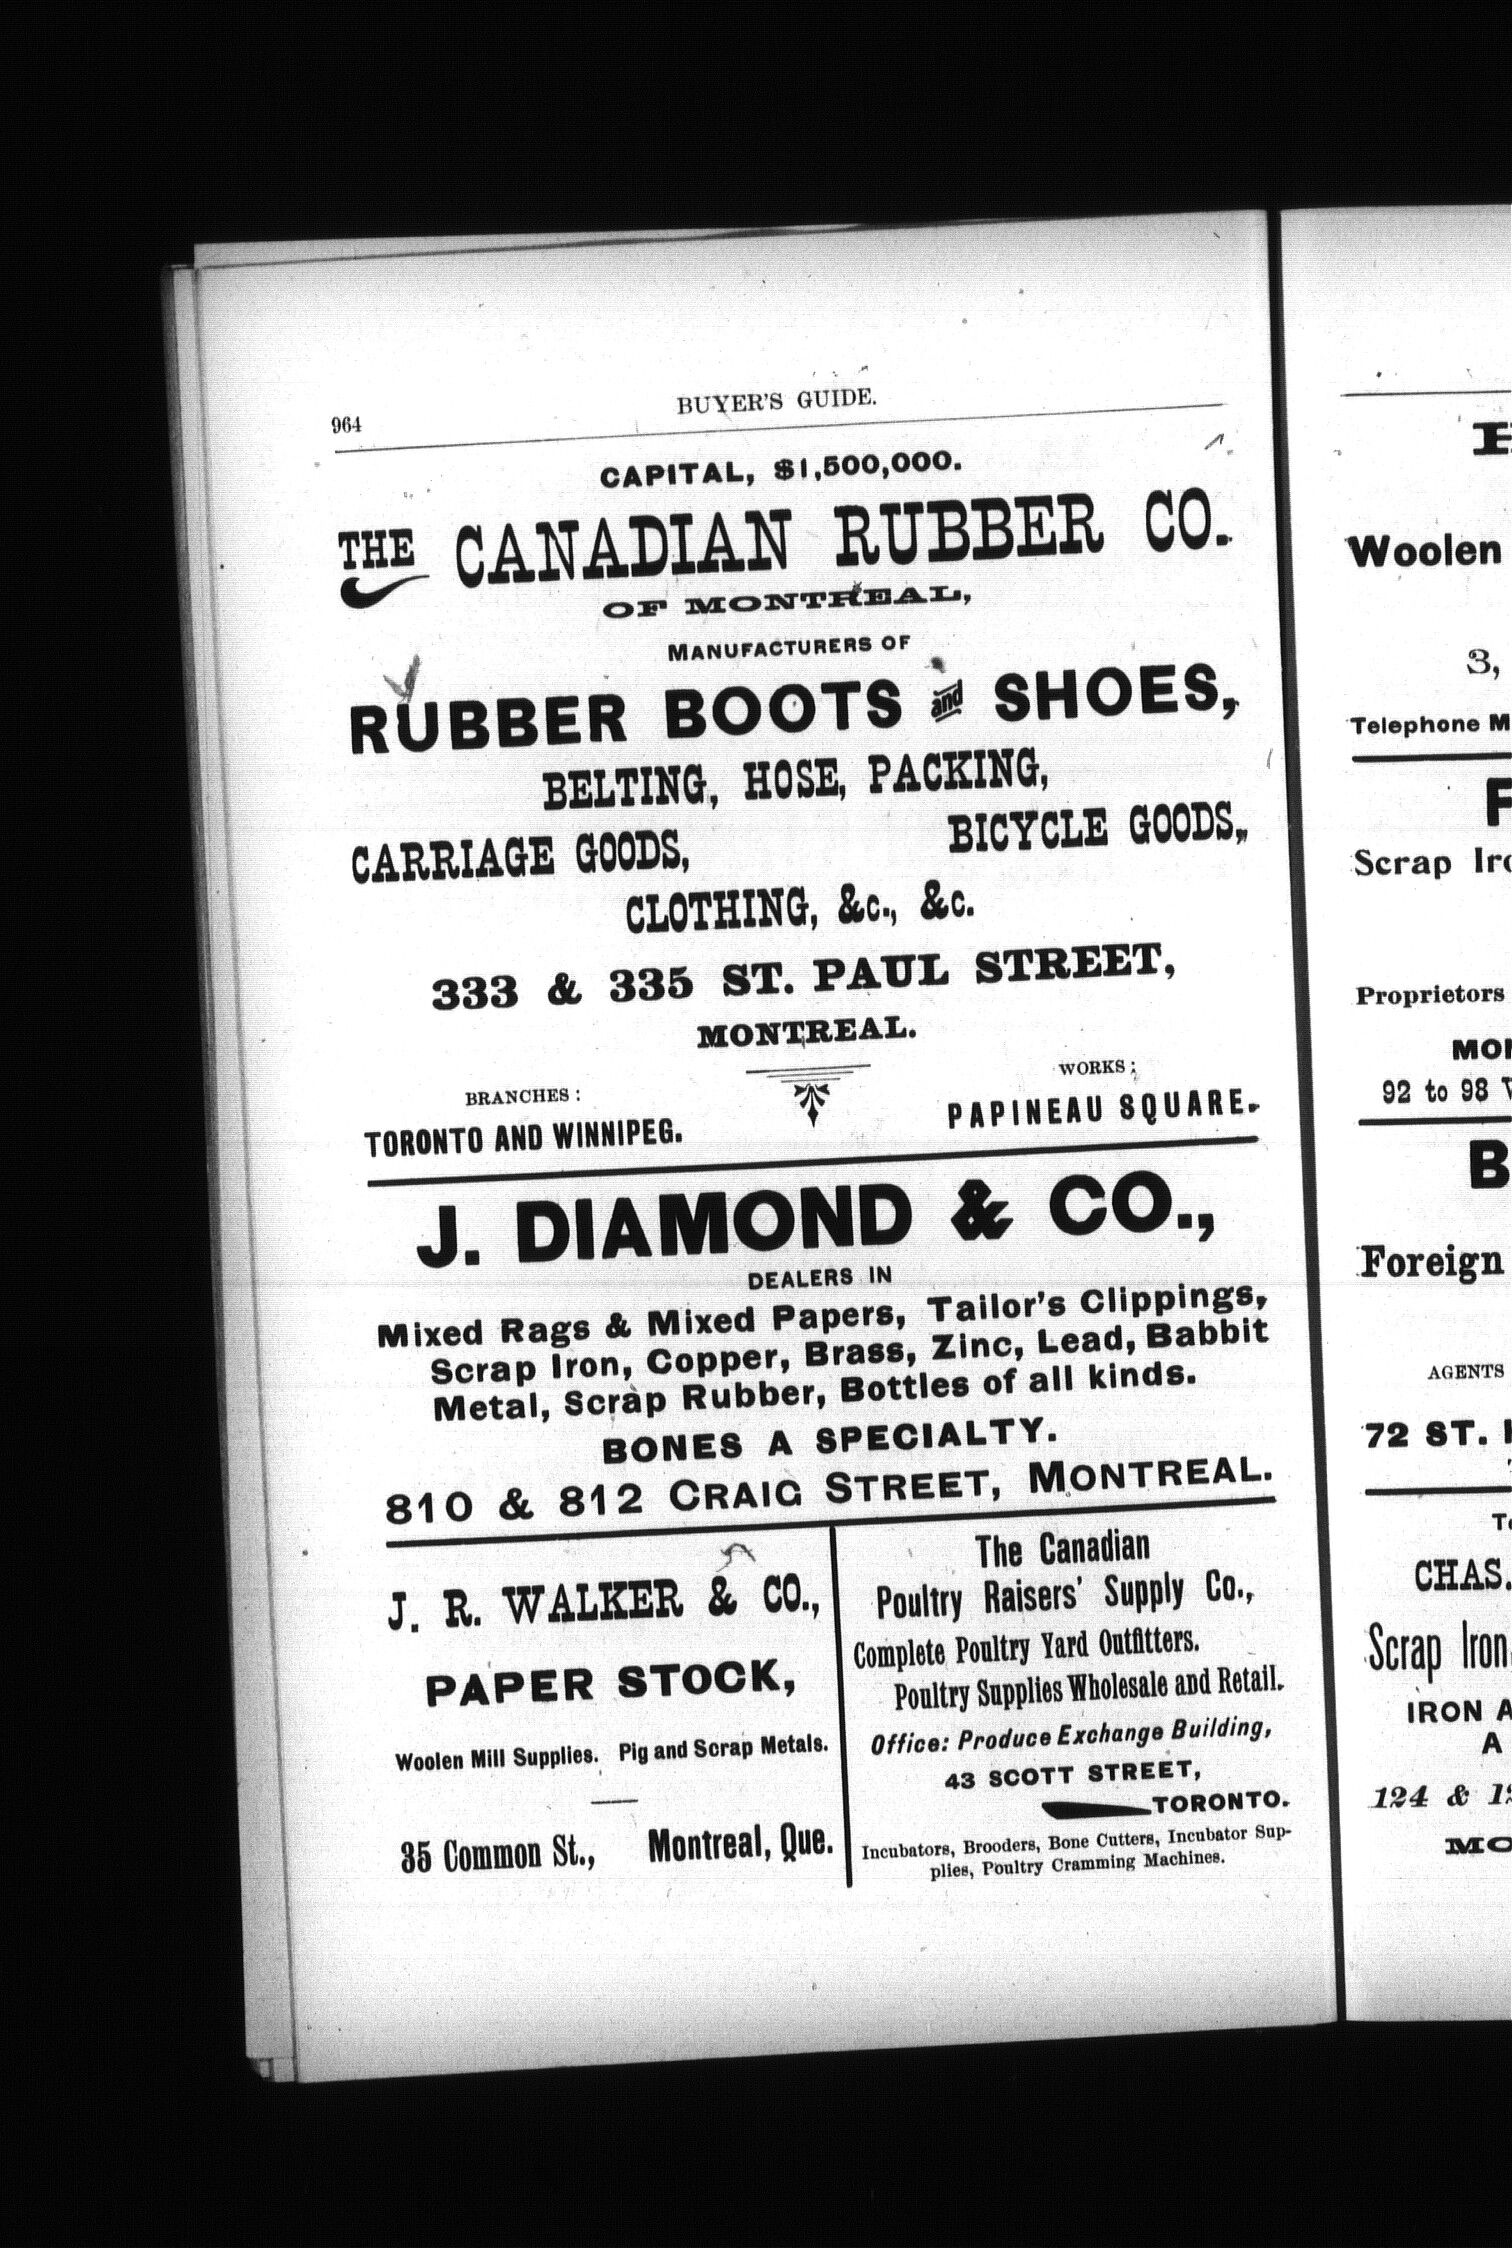 964
BUYER'S GUIDE.
CAPITAL, $1,500,000.
THE CANADIAN RUBBER CO.
OF MONTREAL,
MANUFACTURERS OF
RUBBER BOOTS and SHOES,
BELTING, HOSE, PACKING,
CARRIAGE GOODS, BICYCLE GOODS,
CLOTHING, &c., &c.
333 & 335 ST. PAUL STREET,
MONTREAL.
BRANCHES:
TORONTO AND WINNIPEG.
WORKS:
PAPINEAU SQUARE.
J. DIAMOND & CO.,
DEALERS IN
Mixed Rags & Mixed Papers, Tailor's Clippings,
Scrap Iron, Copper, Brass, Zinc, Lead, Babbit
Metal, Scrap Rubber, Bottles of all kinds.
BONES A SPECIALTY.
810 & 812 CRAIG STREET, MONTREAL.
J. R. WALKER & CO.,
PAPER STOCK,
Woolen Mill Supplies. Pig and Scrap Metals.
35 Common St., Montreal, Que.
The Canadian
Poultry Raisers' Supply Co.,
Complete Poultry Yard Outfitters.
Poultry Supplies Wholesale and Retail.
Office: Produce Exchange Building,
43 SCOTT STREET,
TORONTO.
Incubators, Brooders, Bone Cutters, Incubator Sup-
plies, Poultry Cramming Machines.
Woolen
3,
Telephone M
Scrap
Proprietors
92 to 98
B
Foreign
AGENTS
72 ST.
CHAS.
Scrap Iron
IRON A
A
124 &